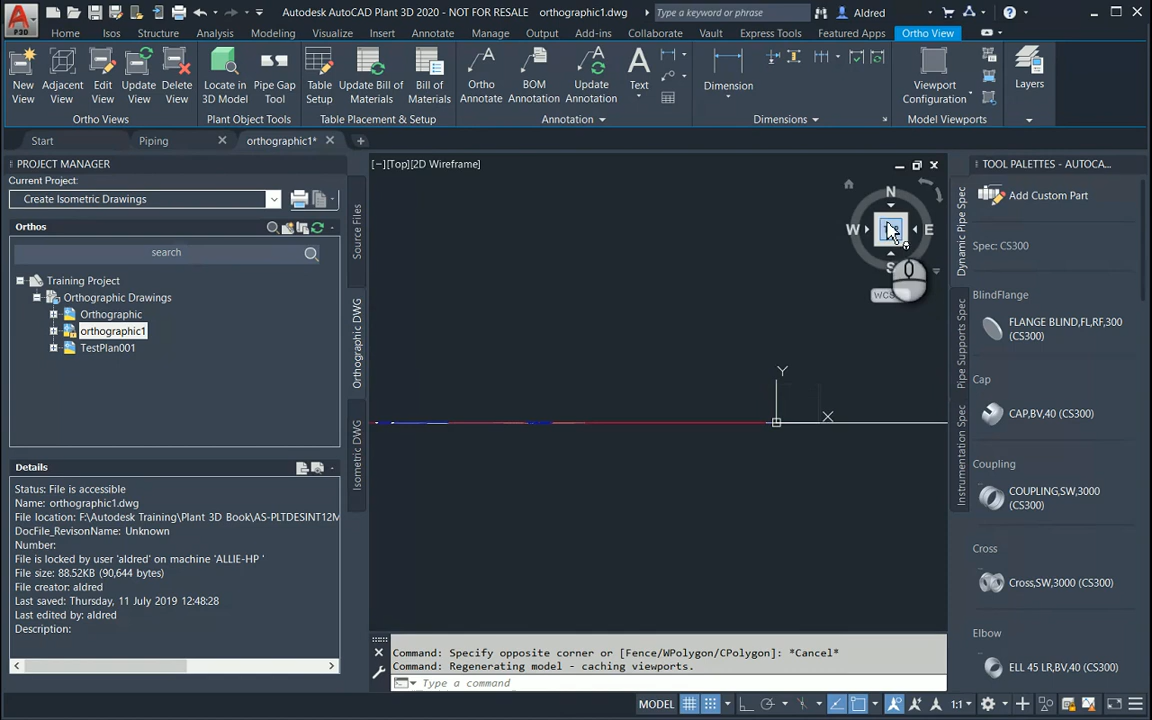 Autodesk AutoCAD Plant 3D 2020 - NOT FOR RESALE orthographic1.dwg
Type a keyword or phrase
Aldred
P3D
Home Isos Structure Analysis Modeling Visualize Insert Annotate Manage Output Add-ins Collaborate Vault Express Tools Featured Apps Ortho View
New View
Adjacent View
Edit View
Update View
Delete View
Locate in 3D Model
Pipe Gap Tool
Table Setup
Update Bill of Materials
Bill of Materials
Ortho Annotate
BOM Annotation
Update Annotation
Text
Dimension
Viewport Configuration
Layers
Ortho Views
Plant Object Tools
Table Placement & Setup
Annotation
Dimensions
Model Viewports
Start
Piping
orthographic1*
PROJECT MANAGER
Current Project:
Create Isometric Drawings
Orthos
search
Training Project
Orthographic Drawings
Orthographic
orthographic1
TestPlan001
Details
Status: File is accessible
Name: orthographic1.dwg
File location: F:\Autodesk Training\Plant 3D Book\AS-PLTDESINT12M
DocFile_RevisonName: Unknown
Number:
File is locked by user 'aldred' on machine 'ALLIE-HP '
File size: 88.52KB (90,644 bytes)
File creator: aldred
Last saved: Thursday, 11 July 2019 12:48:28
Last edited by: aldred
Description:
Source Files
Orthographic DWG
Isometric DWG
[−][Top][2D Wireframe]
N
W
E
S
WCS
Y
X
Command: Specify opposite corner or [Fence/WPolygon/CPolygon]: *Cancel*
Command: Regenerating model - caching viewports.
Type a command
TOOL PALETTES - AUTOCA...
Dynamic Pipe Spec
Pipe Supports Spec
Instrumentation Spec
Add Custom Part
Spec: CS300
BlindFlange
FLANGE BLIND,FL,RF,300
(CS300)
Cap
CAP,BV,40 (CS300)
Coupling
COUPLING,SW,3000
(CS300)
Cross
Cross,SW,3000 (CS300)
Elbow
ELL 45 LR,BV,40 (CS300)
MODEL
1:1